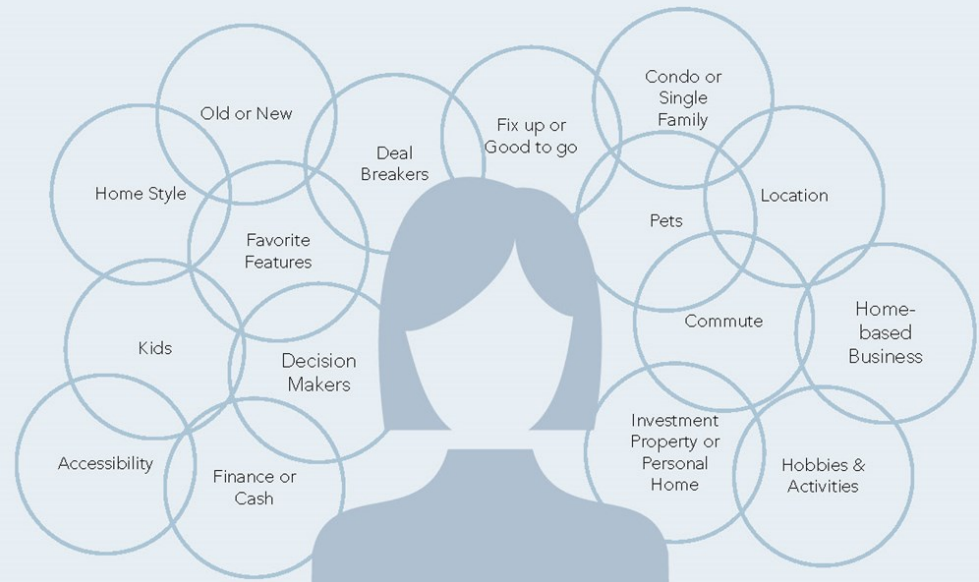 Old or New
Home Style
Deal
Breakers
Favorite
Features
Kids
Decision
Makers
Accessibility
Finance or
Cash
Fix up or
Good to go
Condo or
Single
Family
Pets
Location
Commute
Home-
based
Business
Investment
Property or
Personal
Home
Hobbies &
Activities